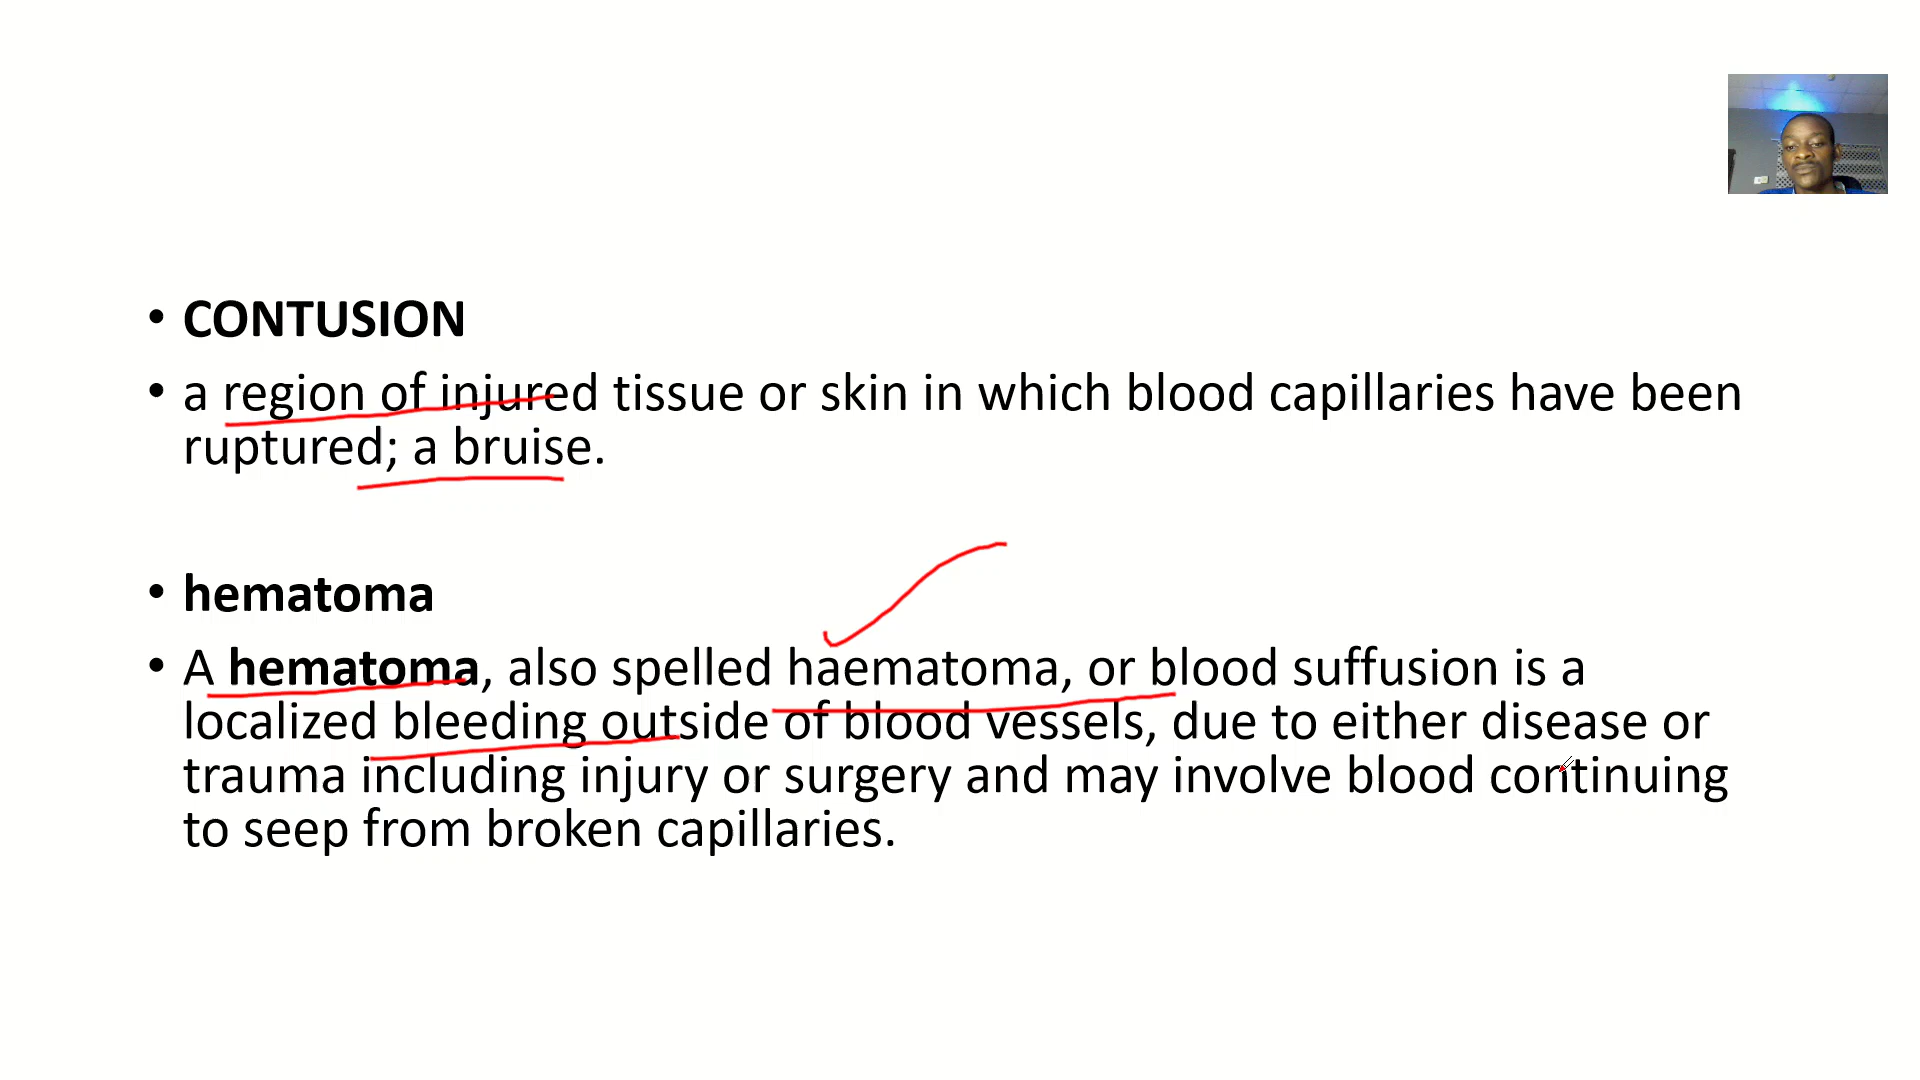 • CONTUSION
• a region of injured tissue or skin in which blood capillaries have been
ruptured; a bruise.
• hematoma
• A hematoma, also spelled haematoma, or blood suffusion is a
localized bleeding outside of blood vessels, due to either disease or
trauma including injury or surgery and may involve blood continuing
to seep from broken capillaries.